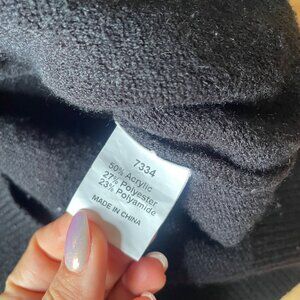 7334
50% Acrylic
27% Polyester
23% Polyamide
MADE IN CHINA